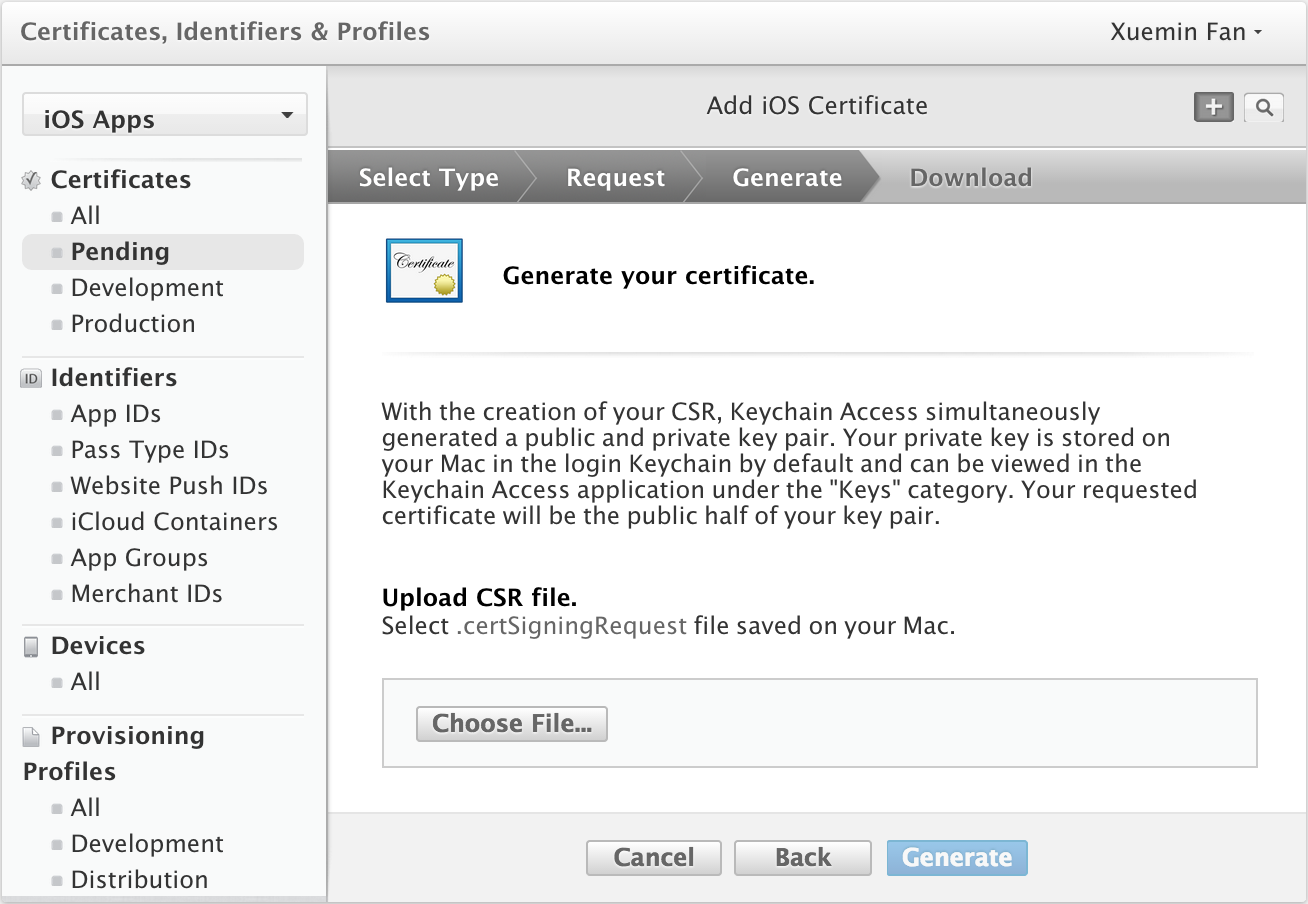 Certificates, Identifiers & Profiles
Xuemin Fan
iOS Apps
Certificates
All
Pending
Development
Production
ID
Identifiers
App IDs
Pass Type IDs
Website Push IDs
iCloud Containers
App Groups
Merchant IDs
Devices
All
Provisioning
Profiles
All
Development
Distribution
Add iOS Certificate
Select Type
Request
Generate
Download
Certificate
Generate your certificate.
With the creation of your CSR, Keychain Access simultaneously
generated a public and private key pair. Your private key is stored on
your Mac in the login Keychain by default and can be viewed in the
Keychain Access application under the "Keys" category. Your requested
certificate will be the public half of your key pair.
Upload CSR file.
Select .certSigningRequest file saved on your Mac.
Choose File...
Cancel
Back
Generate